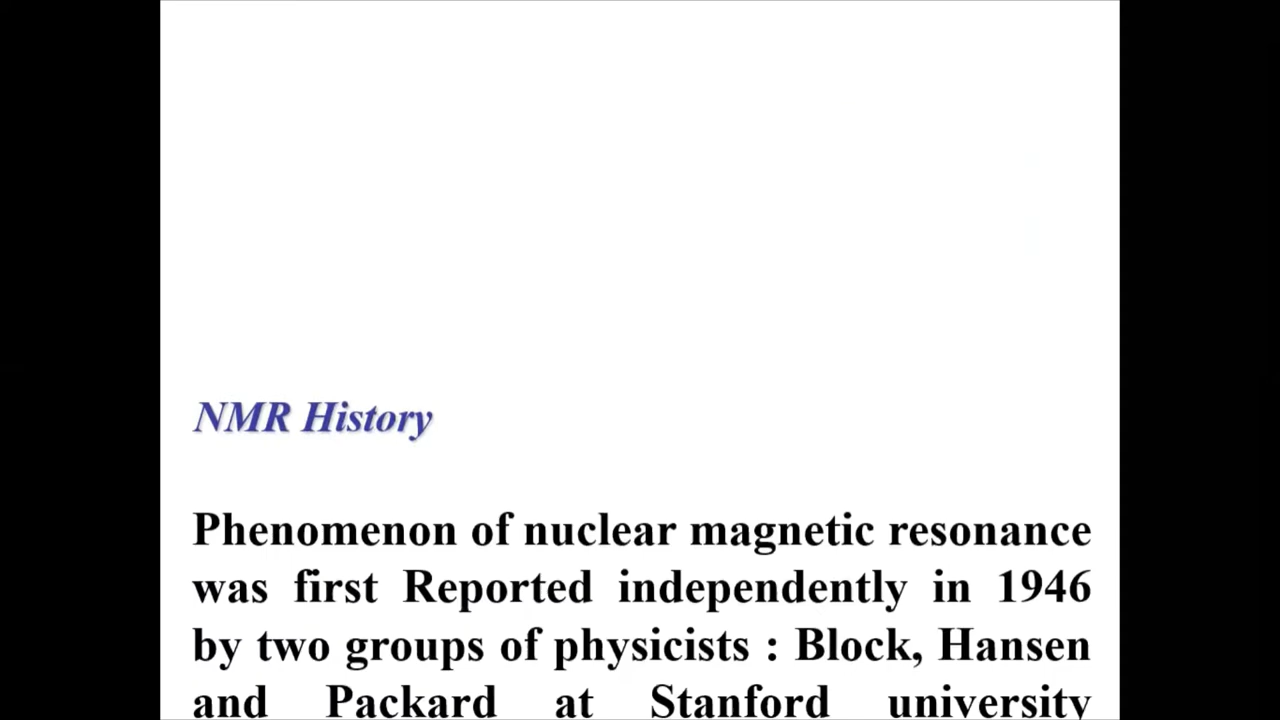 NMR History
Phenomenon of nuclear magnetic resonance
was first Reported independently in 1946
by two groups of physicists : Block, Hansen
and Packard at Stanford university